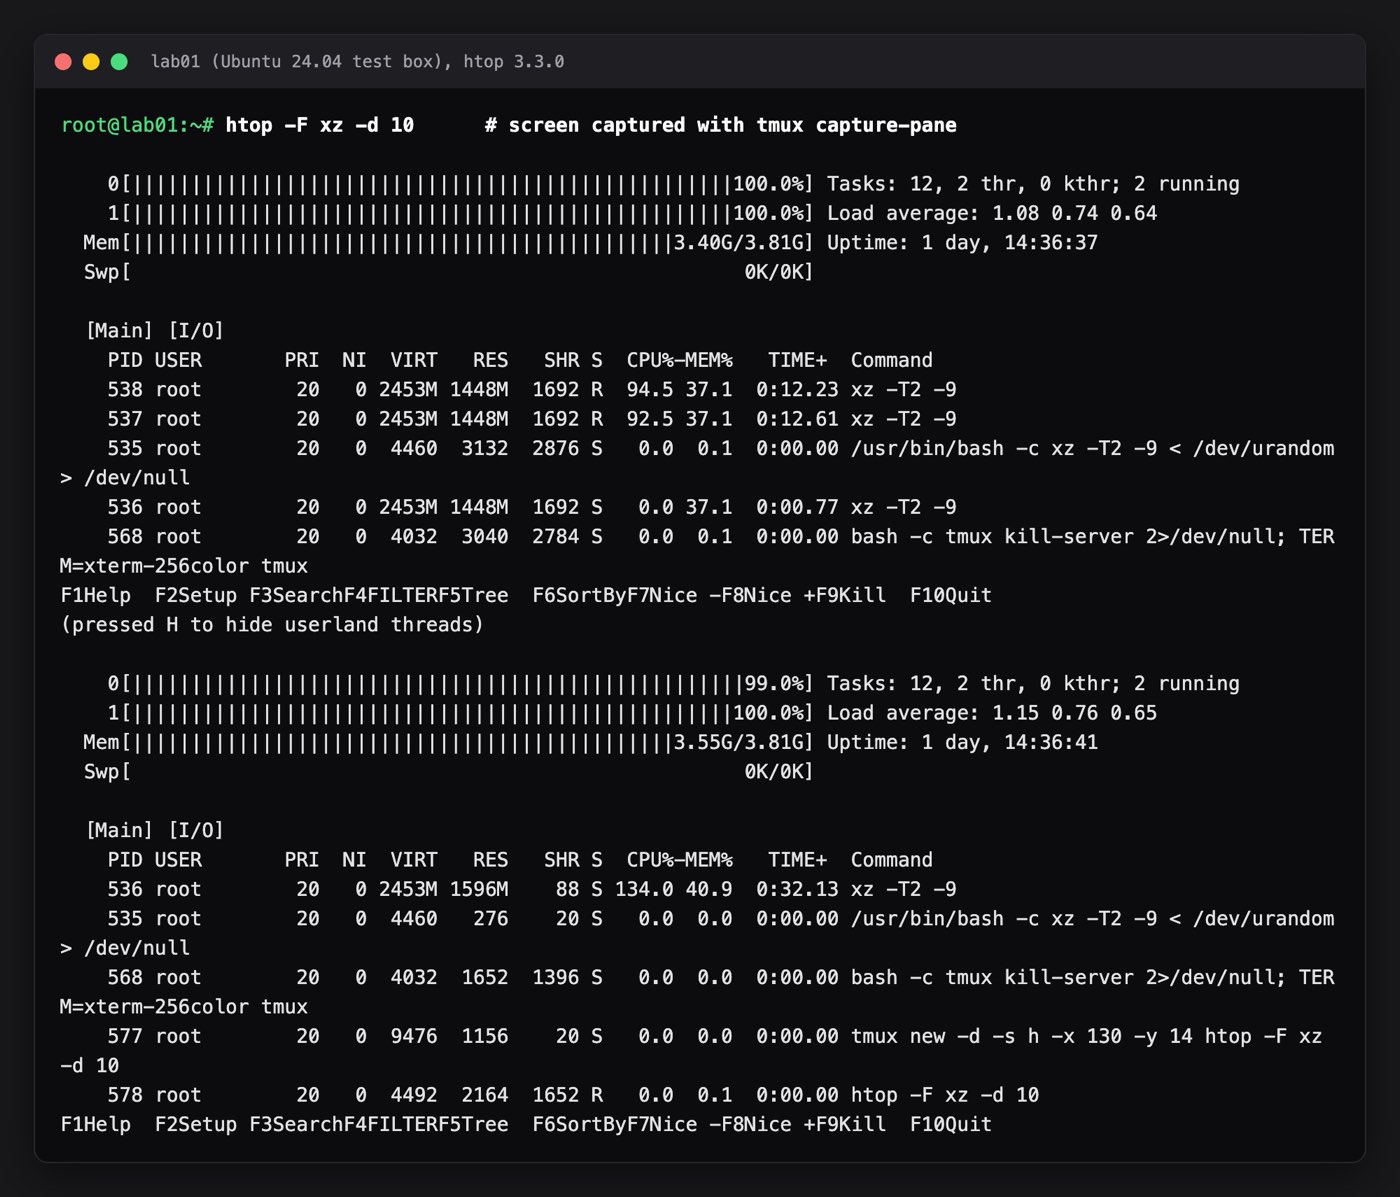 lab01 (Ubuntu 24.04 test box), htop 3.3.0
root@lab01:~# htop -F xz -d 10      # screen captured with tmux capture-pane
    0[|||||||||||||||||||||||||||||||||||||||||||||||||||100.0%] Tasks: 12, 2 thr, 0 kthr; 2 running
    1[|||||||||||||||||||||||||||||||||||||||||||||||||||100.0%] Load average: 1.08 0.74 0.64
  Mem[||||||||||||||||||||||||||||||||||||||||||||||3.40G/3.81G] Uptime: 1 day, 14:36:37
  Swp[                                                    0K/0K]
  [Main] [I/O]
    PID USER       PRI  NI  VIRT   RES   SHR S  CPU%-MEM%   TIME+  Command
    538 root        20   0 2453M 1448M  1692 R  94.5 37.1  0:12.23 xz -T2 -9
    537 root        20   0 2453M 1448M  1692 R  92.5 37.1  0:12.61 xz -T2 -9
    535 root        20   0  4460  3132  2876 S   0.0  0.1  0:00.00 /usr/bin/bash -c xz -T2 -9 < /dev/urandom
> /dev/null
    536 root        20   0 2453M 1448M  1692 S   0.0 37.1  0:00.77 xz -T2 -9
    568 root        20   0  4032  3040  2784 S   0.0  0.1  0:00.00 bash -c tmux kill-server 2>/dev/null; TER
M=xterm-256color tmux
F1Help  F2Setup F3SearchF4FILTERF5Tree  F6SortByF7Nice -F8Nice +F9Kill  F10Quit
(pressed H to hide userland threads)
    0[||||||||||||||||||||||||||||||||||||||||||||||||||||99.0%] Tasks: 12, 2 thr, 0 kthr; 2 running
    1[|||||||||||||||||||||||||||||||||||||||||||||||||||100.0%] Load average: 1.15 0.76 0.65
  Mem[||||||||||||||||||||||||||||||||||||||||||||||3.55G/3.81G] Uptime: 1 day, 14:36:41
  Swp[                                                    0K/0K]
  [Main] [I/O]
    PID USER       PRI  NI  VIRT   RES   SHR S  CPU%-MEM%   TIME+  Command
    536 root        20   0 2453M 1596M    88 S 134.0 40.9  0:32.13 xz -T2 -9
    535 root        20   0  4460   276    20 S   0.0  0.0  0:00.00 /usr/bin/bash -c xz -T2 -9 < /dev/urandom
> /dev/null
    568 root        20   0  4032  1652  1396 S   0.0  0.0  0:00.00 bash -c tmux kill-server 2>/dev/null; TER
M=xterm-256color tmux
    577 root        20   0  9476  1156    20 S   0.0  0.0  0:00.00 tmux new -d -s h -x 130 -y 14 htop -F xz
-d 10
    578 root        20   0  4492  2164  1652 R   0.0  0.1  0:00.00 htop -F xz -d 10
F1Help  F2Setup F3SearchF4FILTERF5Tree  F6SortByF7Nice -F8Nice +F9Kill  F10Quit